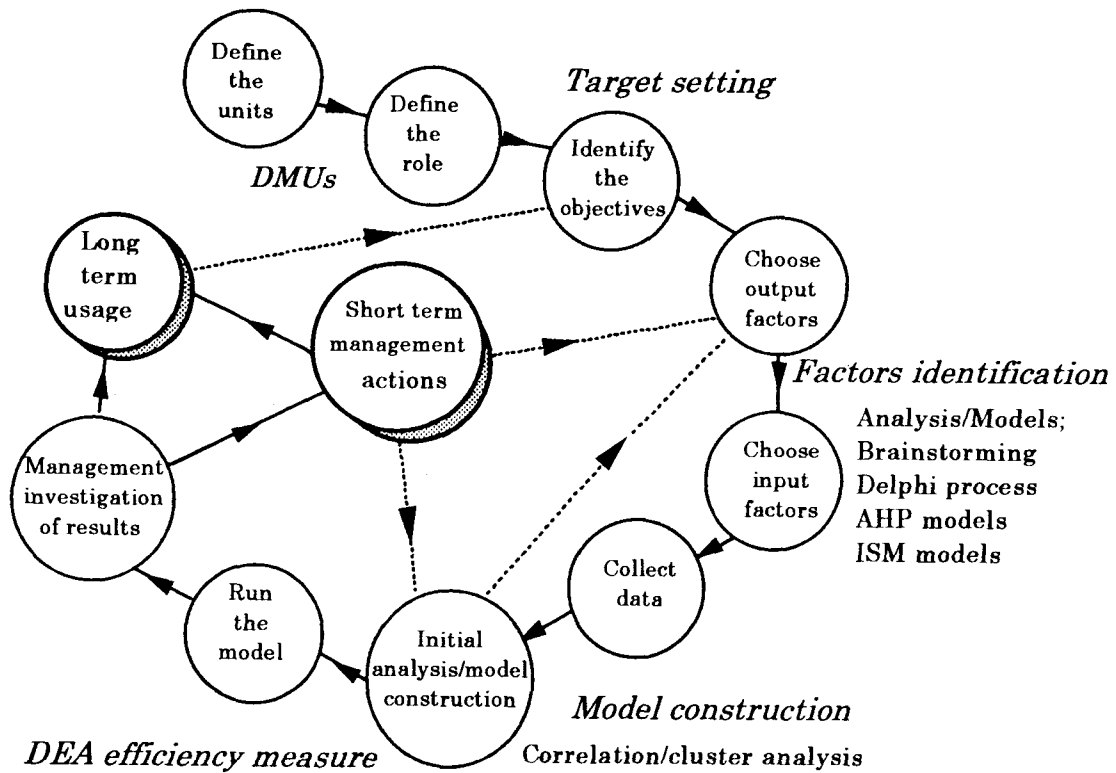 Define
the
units
Define
the
role
Target setting
DMUs
Identify
the
objectives
Long
term
usage
Choose
output
factors
Short term
management
actions
Factors identification
Analysis/Models;
Brainstorming
Delphi process
AHP models
ISM models
Choose
input
factors
Management
investigation
of results
Collect
data
Run
the
model
Initial
analysis/model
construction
Model construction
Correlation/cluster analysis
DEA efficiency measure